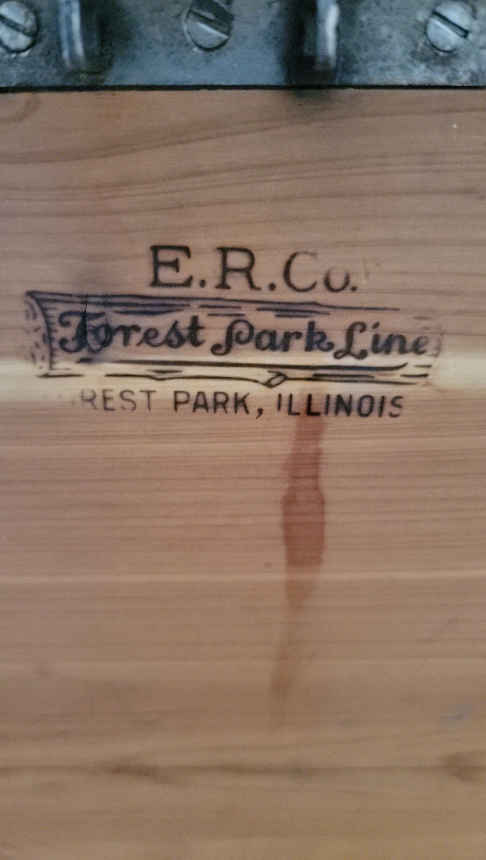 E.R.Co.
Forest Park Line
REST PARK, ILLINOIS